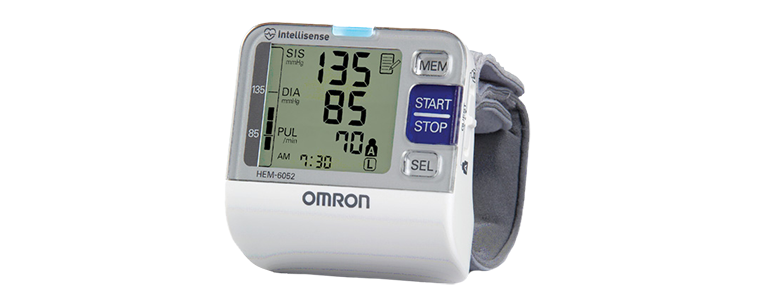 Intellisense
SIS
mmHg
135
MEM
135
DIA
mmHg
85
START
STOP
85
PUL
/min
70
A
AM 7:30
L
SEL
HEM-6052
OMRON